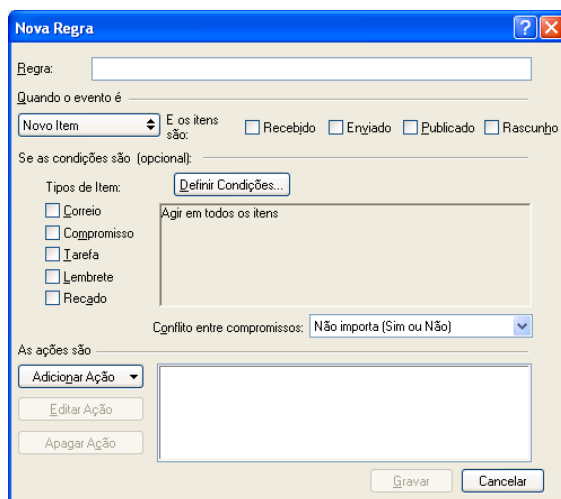 Nova Regra
Regra:
Quando o evento é
Novo Item E os itens são: Recebido Enviado Publicado Rascunho
Se as condições são (opcional):
Tipos de Item: Definir Condições...
Correio
Agir em todos os itens
Compromisso
Tarefa
Lembrete
Recado
Conflito entre compromissos: Não importa (Sim ou Não)
As ações são
Adicionar Ação
Editar Ação
Apagar Ação
Gravar Cancelar